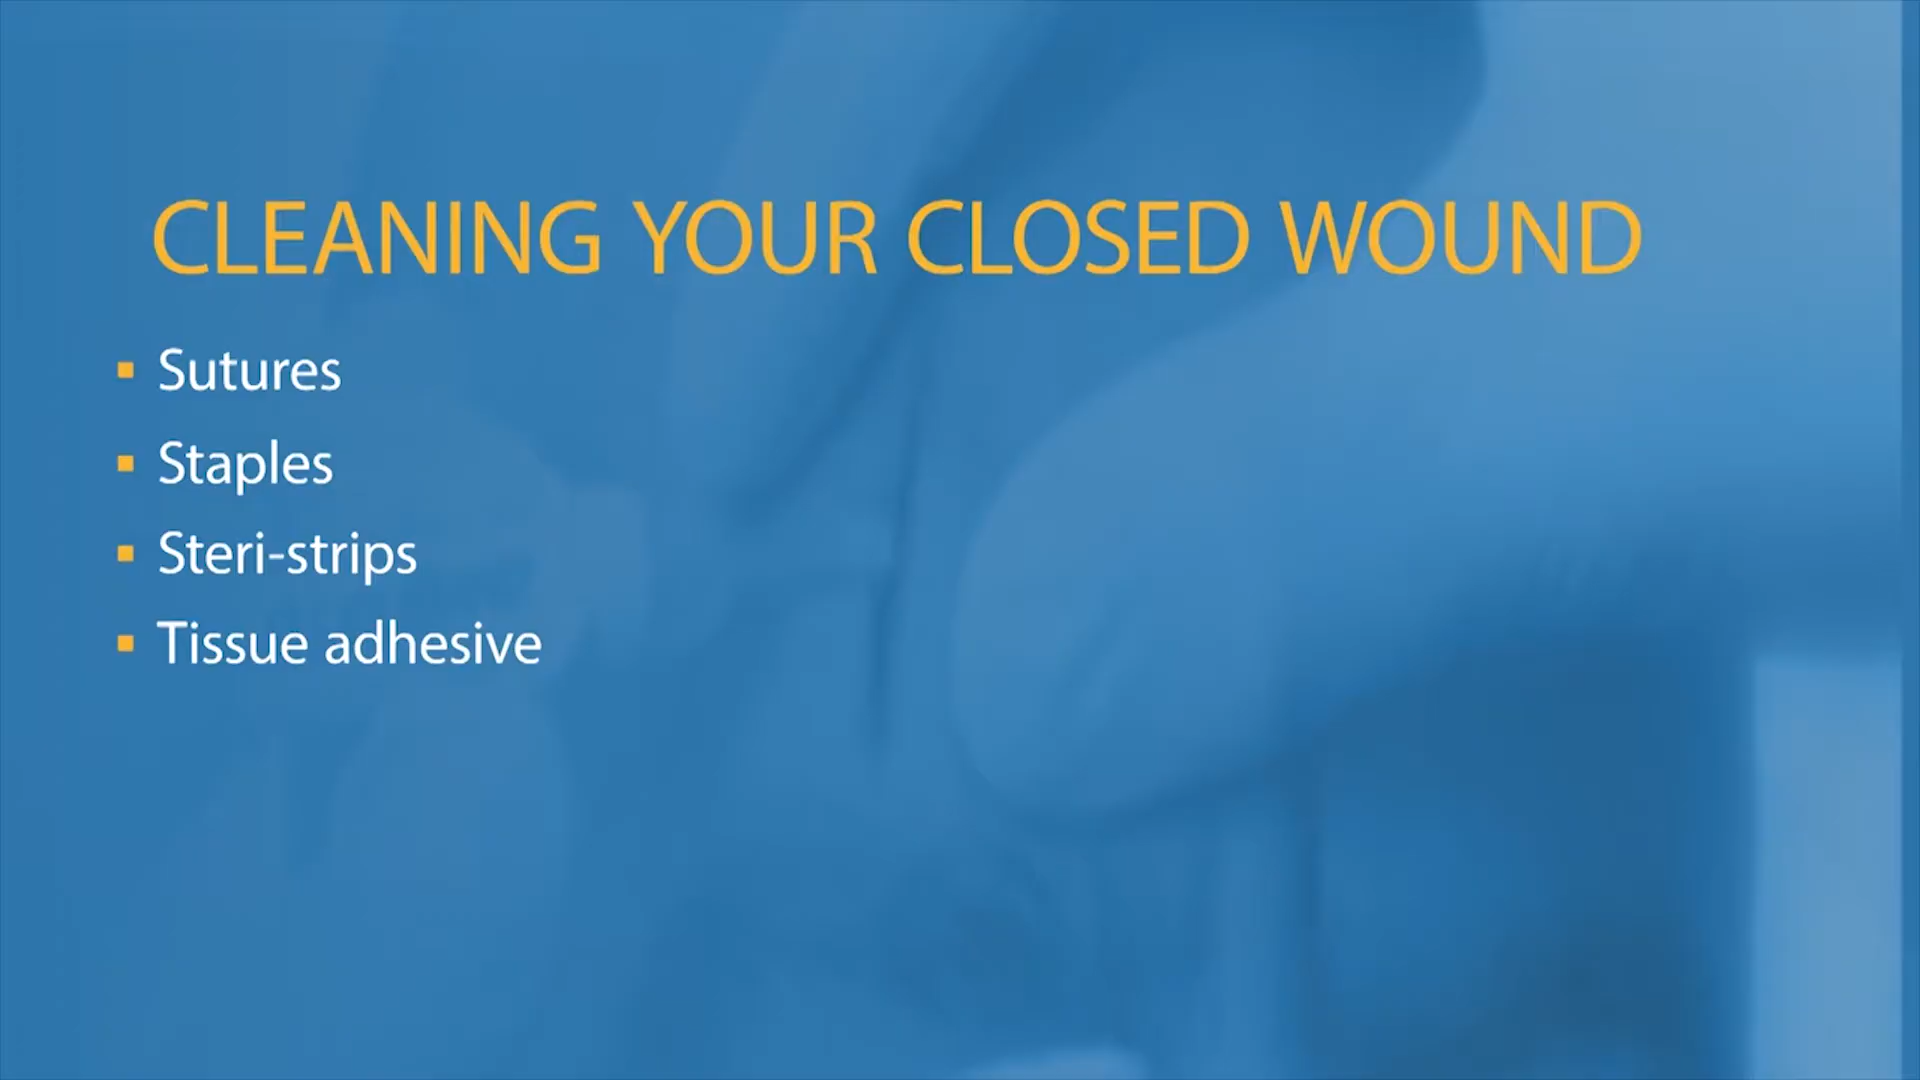 CLEANING YOUR CLOSED WOUND
Sutures
Staples
Steri-strips
Tissue adhesive